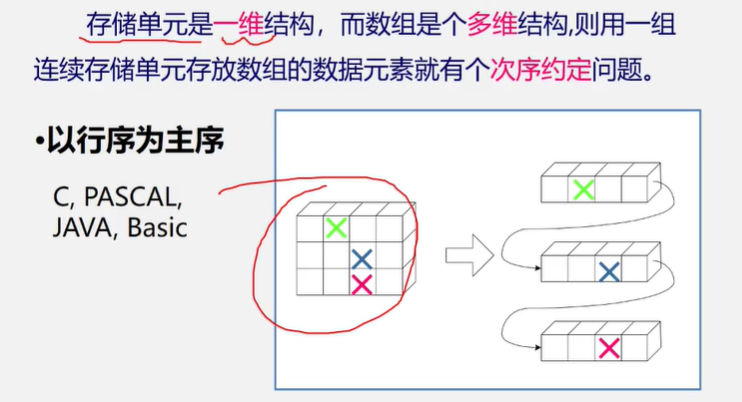 存储单元是一维结构，而数组是个多维结构,则用一组
连续存储单元存放数组的数据元素就有个次序约定问题。
•以行序为主序
C, PASCAL,
JAVA, Basic